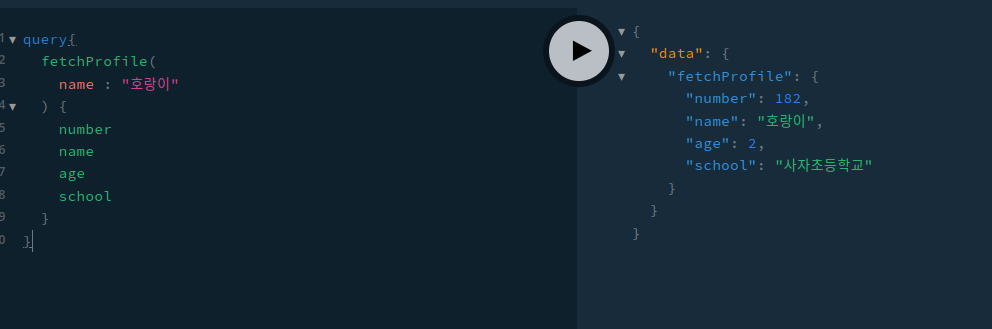 1 query{
2 fetchProfile(
3 name : "호랑이"
4 ) {
5 number
6 name
7 age
8 school
9 }
0 }
{
"data": {
"fetchProfile": {
"number": 182,
"name": "호랑이",
"age": 2,
"school": "사자초등학교"
}
}
}